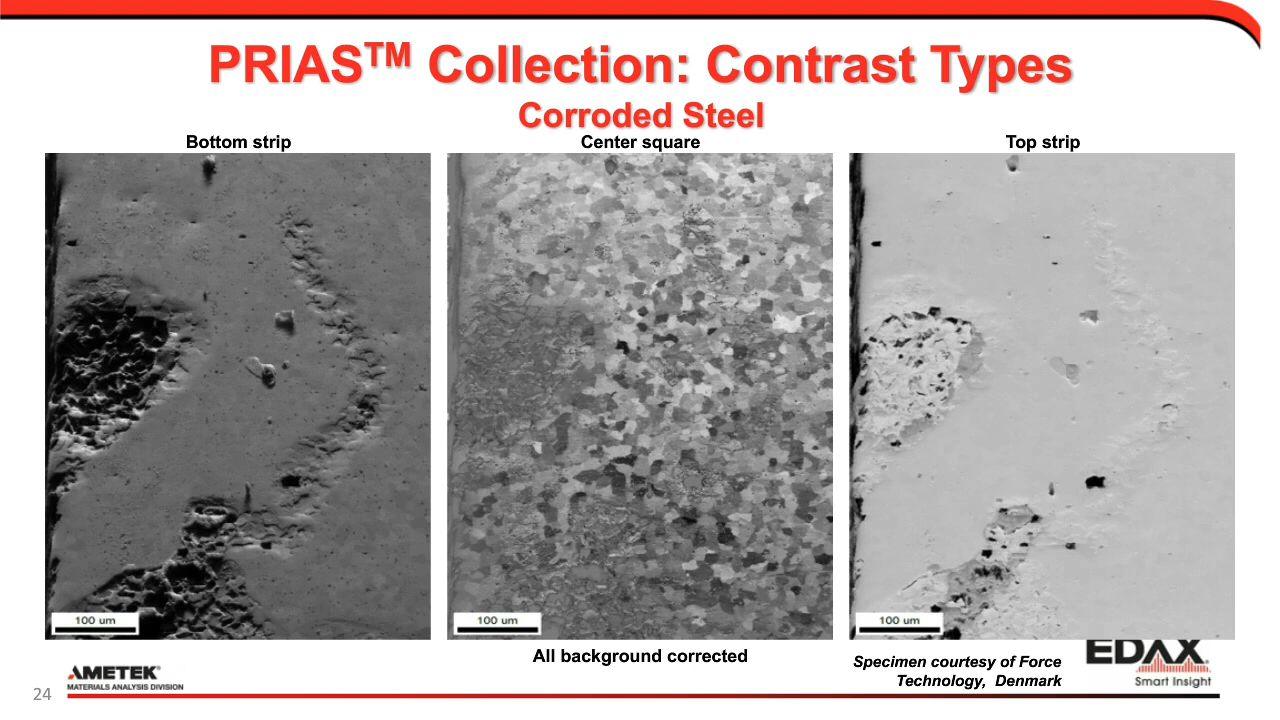 PRIAS™ Collection: Contrast Types
Corroded Steel
Bottom strip
Center square
Top strip
100 um
100 um
100 um
All background corrected
Specimen courtesy of Force
Technology, Denmark
AMETEK®
MATERIALS ANALYSIS DIVISION
EDAX®
Smart Insight
24